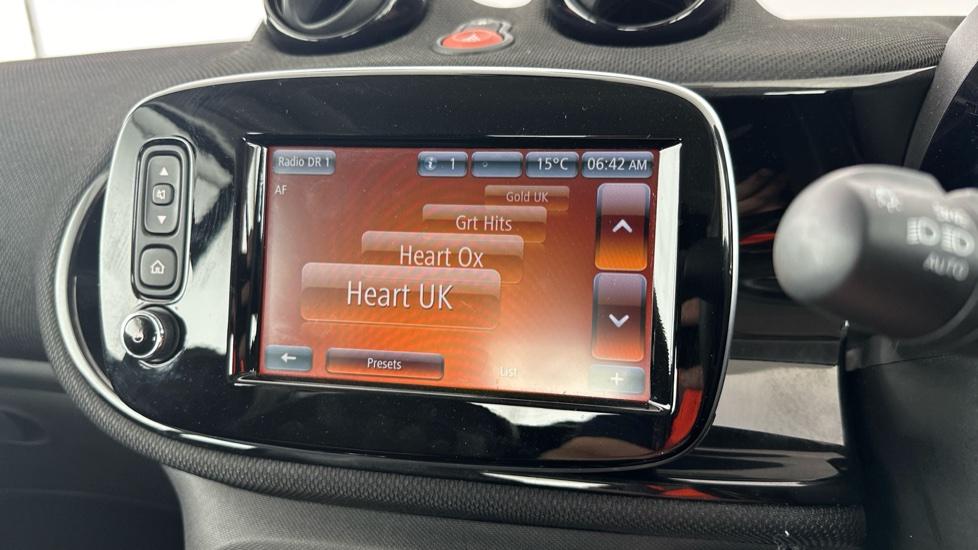 Radio DR 1
1
15°C
06:42 AM
AF
Gold UK
Grt Hits
Heart Ox
Heart UK
Presets
List
+
AUTO